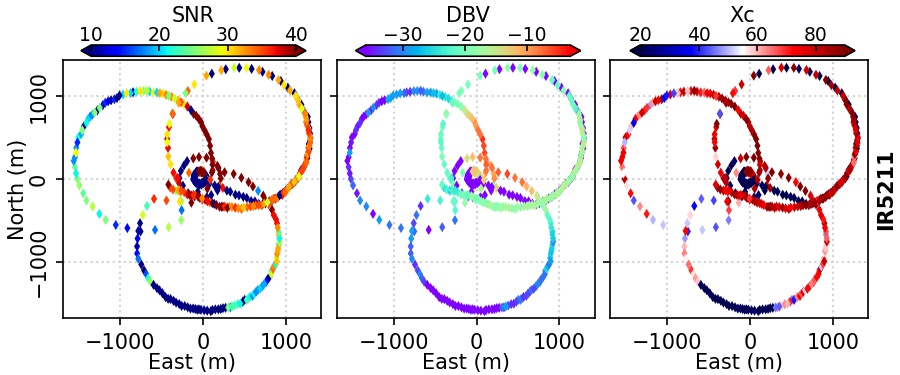 SNR DBV Xc
10 20 30 40 −30 −20 −10 20 40 60 80
North (m)
1000
0
−1000
IR5211
−1000 0 1000 −1000 0 1000 −1000 0 1000
East (m) East (m) East (m)